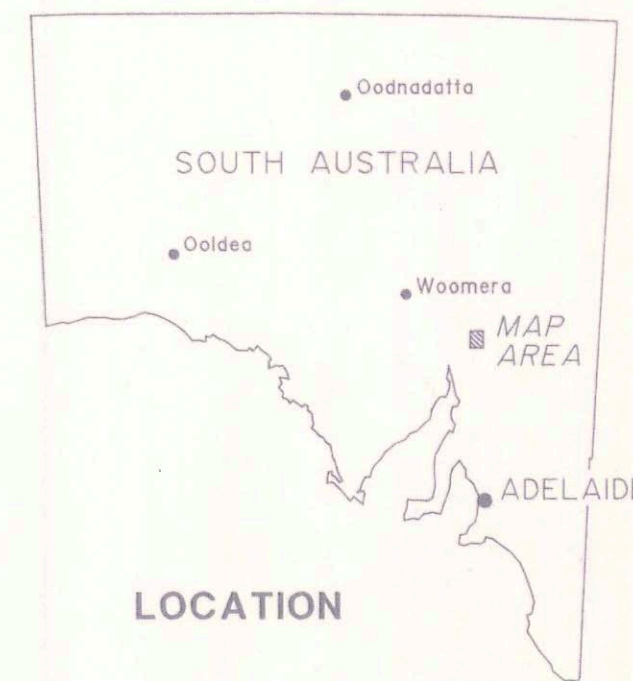 Oodnadatta
SOUTH AUSTRALIA
Ooldea
Woomera
MAP
AREA
ADELAIDE
LOCATION